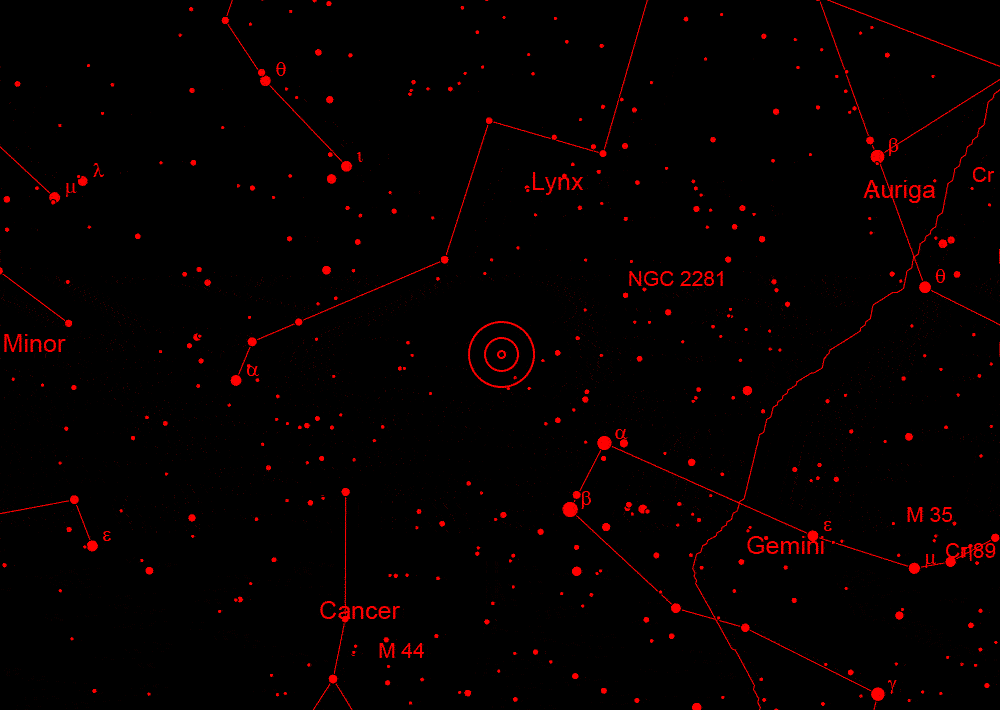 θ
ι
λ
μ
Lynx
β
Auriga
Cr
θ
NGC 2281
Minor
α
α
β
ε
ε
M 35
Gemini
μ
η
Cr 89
Cancer
M 44
γ